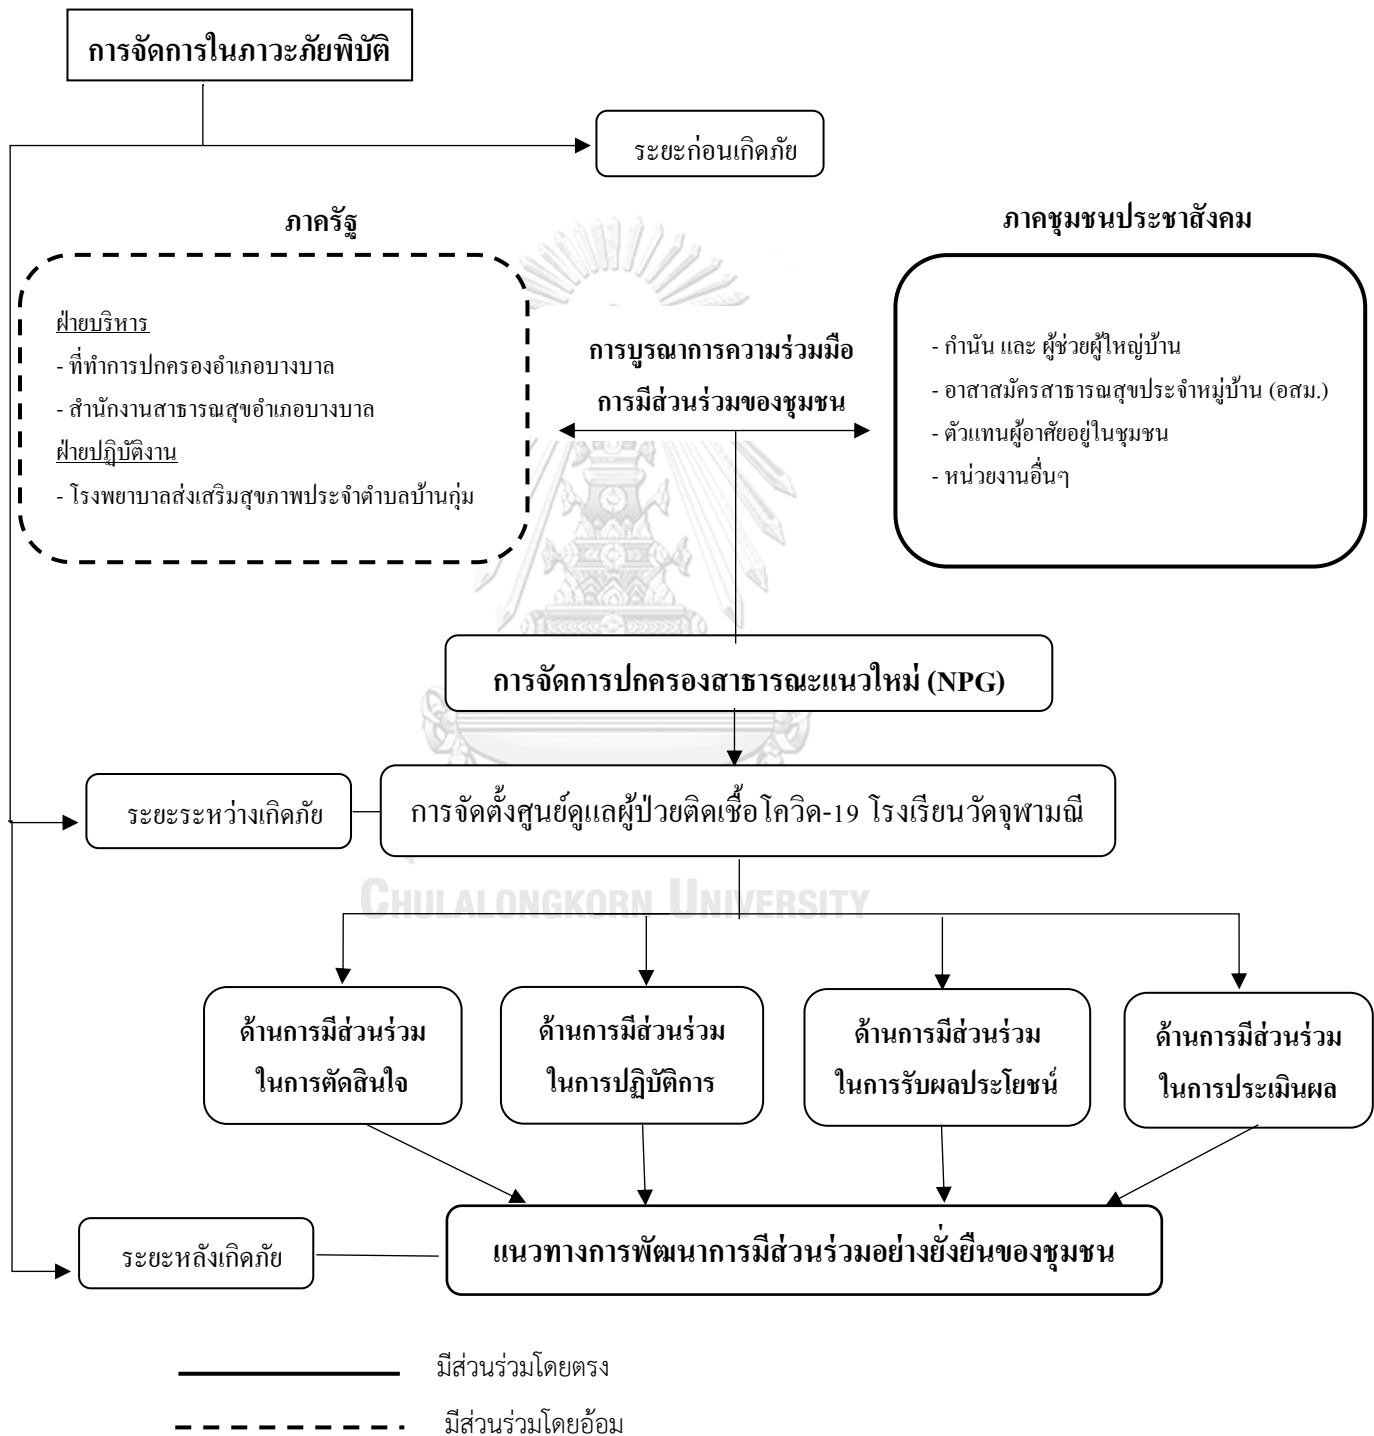 การจัดการในภาวะภัยพิบัติ
ระยะก่อนเกิดภัย
ภาครัฐ
ภาคชุมชนประชาสังคม
ฝ่ายบริหาร
- ที่ทำการปกครองอำเภอบางบาล
- สำนักงานสาธารณสุขอำเภอบางบาล
ฝ่ายปฏิบัติงาน
- โรงพยาบาลส่งเสริมสุขภาพประจำตำบลบ้านกุ่ม
การบูรณาการความร่วมมือ
การมีส่วนร่วมของชุมชน
- กำนัน และ ผู้ช่วยผู้ใหญ่บ้าน
- อาสาสมัครสาธารณสุขประจำหมู่บ้าน (อสม.)
- ตัวแทนผู้อาศัยอยู่ในชุมชน
- หน่วยงานอื่นๆ
การจัดการปกครองสาธารณะแนวใหม่ (NPG)
ระยะระหว่างเกิดภัย
การจัดตั้งศูนย์ดูแลผู้ป่วยติดเชื้อโควิด-19 โรงเรียนวัดจุฬามณี
CHULALONGKORN UNIVERSITY
ด้านการมีส่วนร่วม
ในการตัดสินใจ
ด้านการมีส่วนร่วม
ในการปฏิบัติการ
ด้านการมีส่วนร่วม
ในการรับผลประโยชน์
ด้านการมีส่วนร่วม
ในการประเมินผล
ระยะหลังเกิดภัย
แนวทางการพัฒนาการมีส่วนร่วมอย่างยั่งยืนของชุมชน
มีส่วนร่วมโดยตรง
มีส่วนร่วมโดยอ้อม